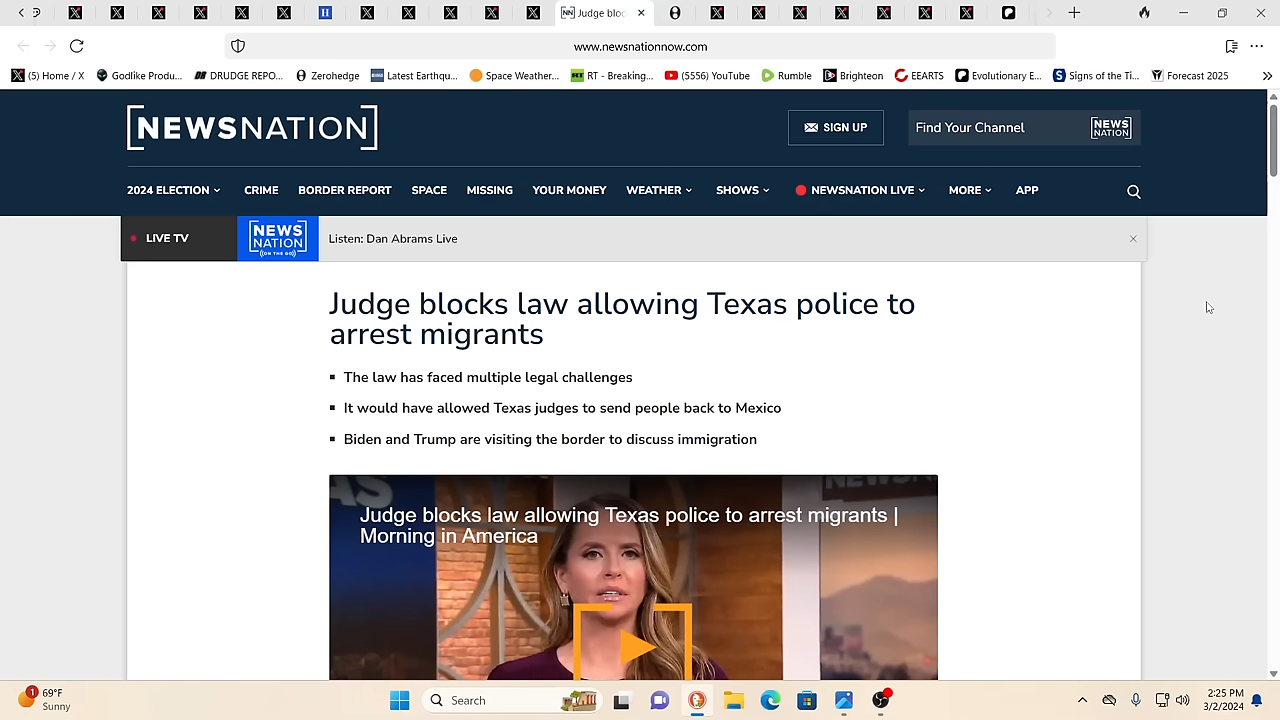 Judge bloc
www.newsnationnow.com
(5) Home / X
Godlike Produ...
DRUDGE REPO...
Zerohedge
Latest Earthqu...
Space Weather...
RT - Breaking...
(5556) YouTube
Rumble
Brighteon
EEARTS
Evolutionary E...
Signs of the Ti...
Forecast 2025
NEWSNATION
SIGN UP
Find Your Channel
NEWS
NATION
2024 ELECTION
CRIME
BORDER REPORT
SPACE
MISSING
YOUR MONEY
WEATHER
SHOWS
NEWSNATION LIVE
MORE
APP
LIVE TV
NEWS
NATION
((ON THE GO))
Listen: Dan Abrams Live
Judge blocks law allowing Texas police to
arrest migrants
The law has faced multiple legal challenges
It would have allowed Texas judges to send people back to Mexico
Biden and Trump are visiting the border to discuss immigration
Judge blocks law allowing Texas police to arrest migrants |
Morning in America
1
69°F
Sunny
Search
2:25 PM
3/2/2024